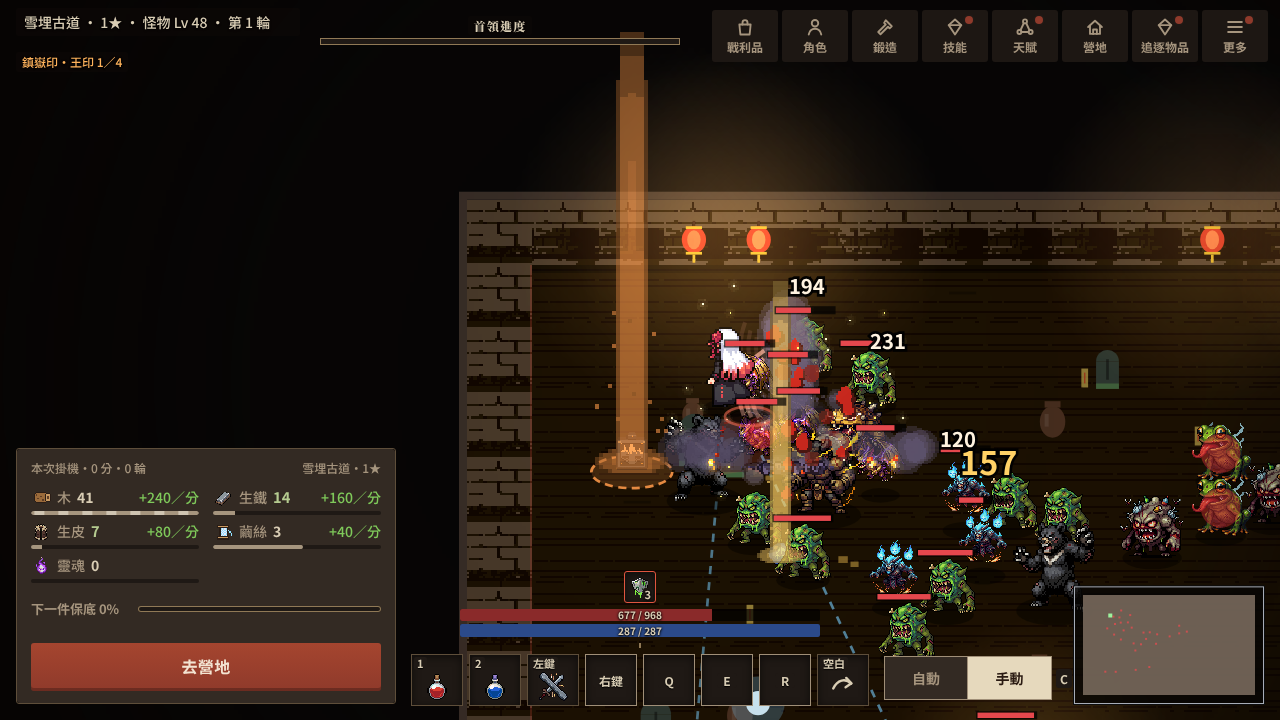 雪埋古道 · 1★ · 怪物 Lv 48 · 第 1 輪
首領進度
戰利品
角色
鍛造
技能
天賦
營地
追逐物品
更多
鎮嶽印·王印 1／4
194
231
120
157
本次掛機·0 分·0 輪
雪埋古道·1★
木 41 +240／分
生鐵 14 +160／分
生皮 7 +80／分
繭絲 3 +40／分
靈魂 0
下一件保底 0%
去營地
3
677 / 968
287 / 287
1
2
左鍵
右鍵
Q
E
R
空白
自動
手動
C